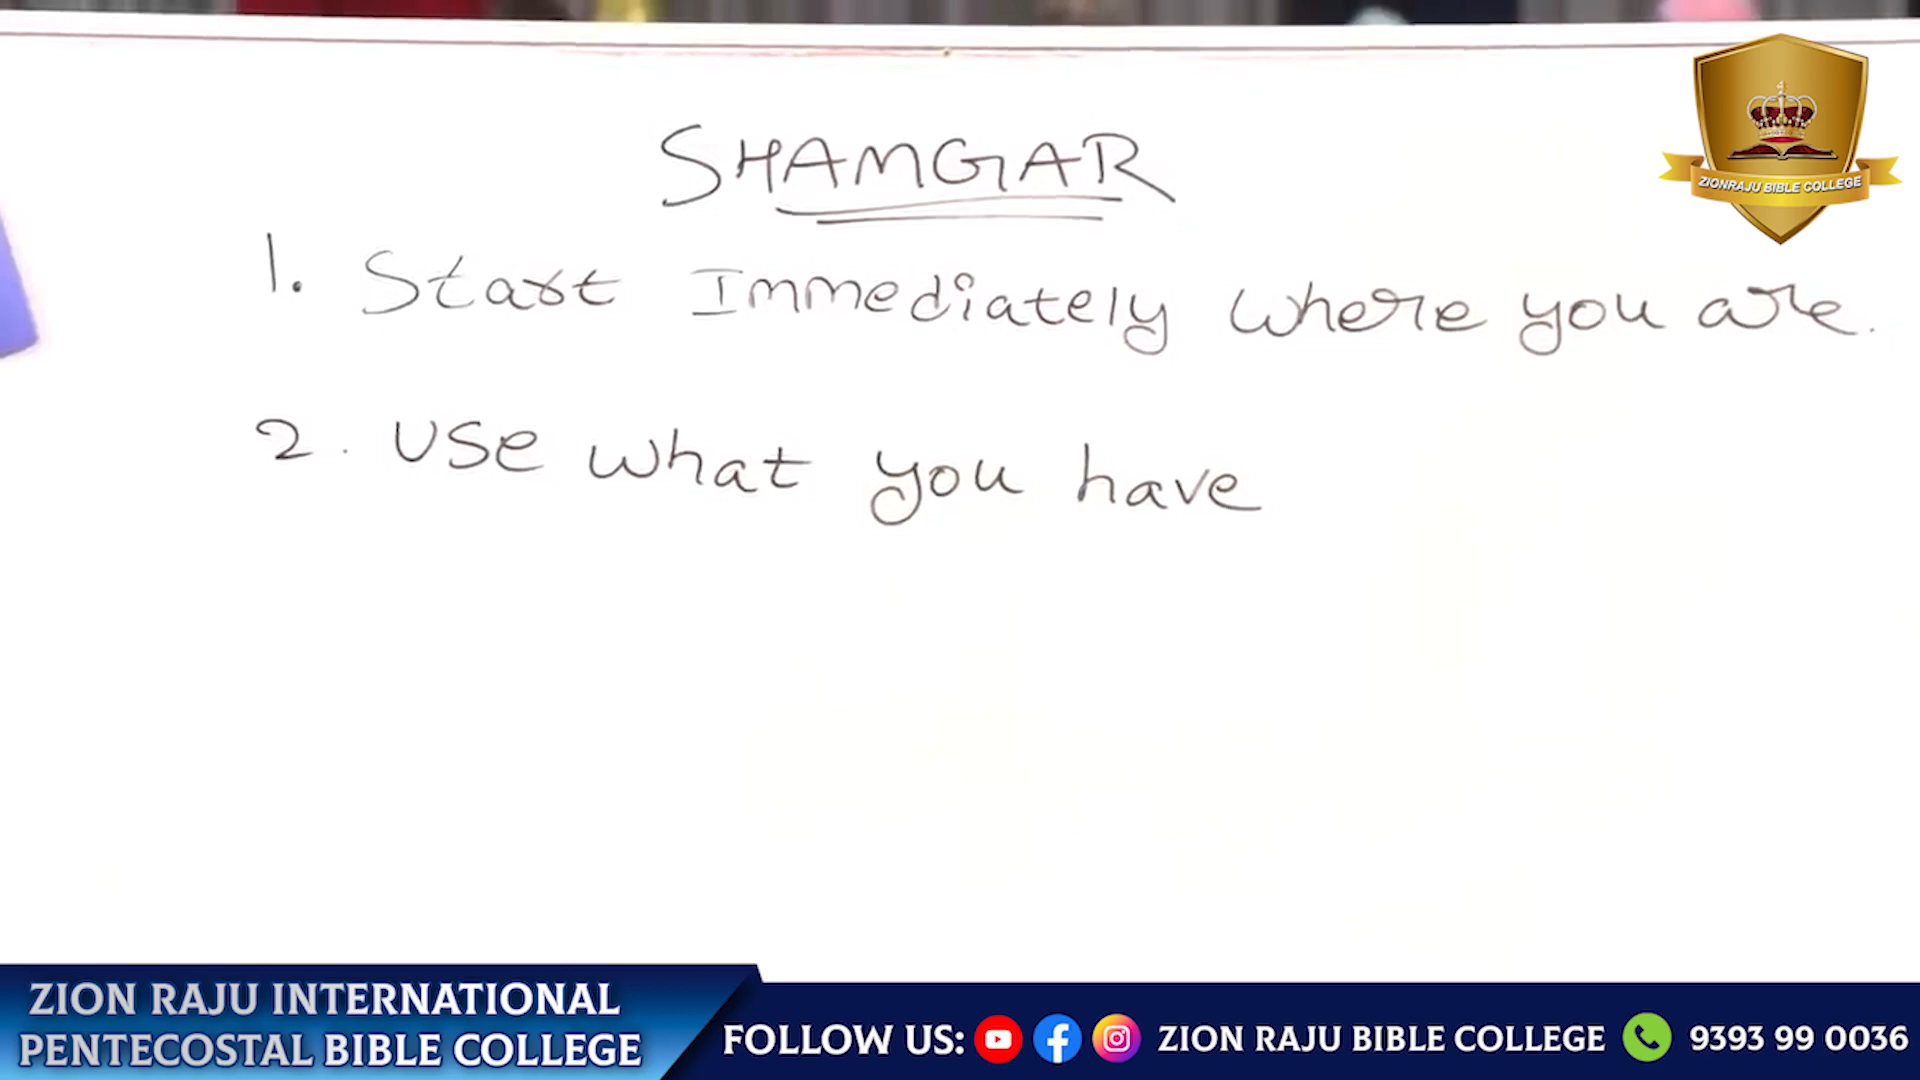 SHAMGAR
ZIONRAJU BIBLE COLLEGE
1. Start Immediately where you are.
2. Use what you have
ZION RAJU INTERNATIONAL
PENTECOSTAL BIBLE COLLEGE
FOLLOW US: ZION RAJU BIBLE COLLEGE 9393 99 0036